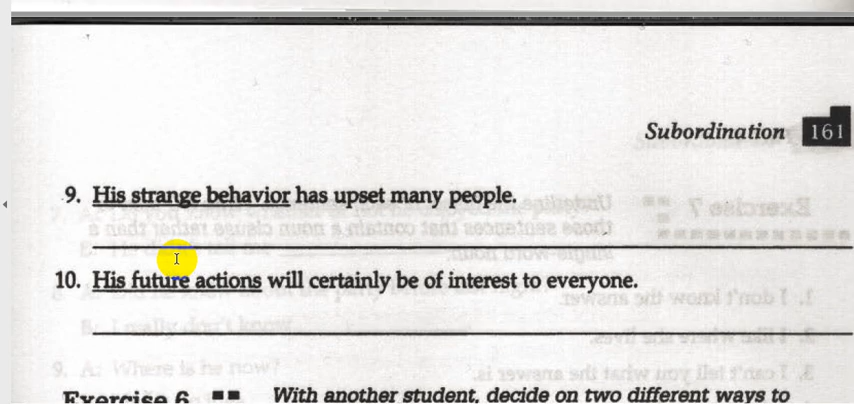 Subordination 161
9. His strange behavior has upset many people.
10. His future actions will certainly be of interest to everyone.
Exercise 6 With another student, decide on two different ways to